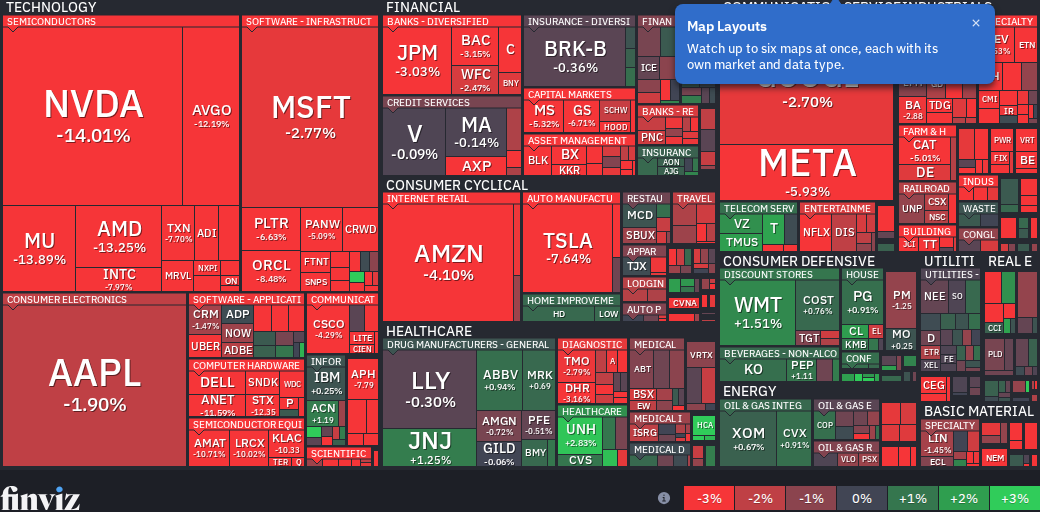 TECHNOLOGY
SEMICONDUCTORS
NVDA
-14.01%
AVGO
-12.19%
MU
-13.89%
AMD
-13.25%
INTC
-7.97%
TXN
-7.70%
ADI
MRVL
NXPI
ON
SOFTWARE - INFRASTRUCT
MSFT
-2.77%
PLTR
-6.63%
ORCL
-8.48%
PANW
-5.09%
CRWD
FTNT
SNPS
CONSUMER ELECTRONICS
AAPL
-1.90%
SOFTWARE - APPLICATI
CRM
-1.47%
ADP
NOW
UBER
ADBE
COMMUNICAT
CSCO
-4.29%
LITE
CIEN
COMPUTER HARDWARE
DELL
SNDK
WDC
ANET
-11.59%
STX
-12.35
P
INFOR
IBM
+0.25%
ACN
+1.19
APH
-7.79
SEMICONDUCTOR EQUI
AMAT
-10.71%
LRCX
-10.02%
KLAC
-10.33
TER
Q
SCIENTIFIC
FINANCIAL
BANKS - DIVERSIFIED
JPM
-3.03%
BAC
-3.15%
WFC
-2.47%
C
BNY
INSURANCE - DIVERSI
BRK-B
-0.36%
FINAN
ICE
CREDIT SERVICES
V
-0.09%
MA
-0.14%
AXP
CAPITAL MARKETS
MS
-5.32%
GS
-6.71%
SCHW
HOOD
BANKS - RE
PNC
ASSET MANAGEMENT
BLK
BX
KKR
INSURANC
AON
AJG
CONSUMER CYCLICAL
INTERNET RETAIL
AMZN
-4.10%
AUTO MANUFACTU
TSLA
-7.64%
RESTAU
MCD
SBUX
TRAVEL
APPAR
TJX
LODGIN
CVNA
AUTO P
HOME IMPROVEME
HD
LOW
HEALTHCARE
DRUG MANUFACTURERS - GENERAL
LLY
-0.30%
JNJ
+1.25%
ABBV
+0.94%
MRK
+0.69
AMGN
-0.72%
PFE
-0.51%
GILD
-0.06%
BMY
DIAGNOSTIC
TMO
-2.79%
A
DHR
-3.16%
HEALTHCARE
UNH
+2.83%
CVS
MEDICAL
ABT
BSX
EW
VRTX
MEDICAL I
ISRG
HCA
MEDICAL D
Map Layouts
×
Watch up to six maps at once, each with its
own market and data type.
-2.70%
META
-5.93%
TELECOM SERV
VZ
T
TMUS
ENTERTAINME
NFLX
DIS
ETN
BA
-2.88
TDG
CMI
IR
FARM & H
CAT
-5.01%
DE
PWR
VRT
FIX
BE
RAILROAD
UNP
CSX
NSC
INDUS
WASTE
BUILDING
JCI
TT
CONGL
CONSUMER DEFENSIVE
DISCOUNT STORES
WMT
+1.51%
COST
+0.76%
TGT
HOUSE
PG
+0.91%
CL
EL
KMB
PM
-1.25
MO
+0.25
BEVERAGES - NON-ALCO
KO
PEP
+1.11
CONF
UTILITI
UTILITIES -
NEE
SO
D
ETR
XEL
FE
CEG
REAL E
CCI
PLD
ENERGY
OIL & GAS INTEG
XOM
+0.67%
CVX
+0.91%
OIL & GAS E
COP
OIL & GAS R
VLO
PSX
BASIC MATERIAL
SPECIALTY
LIN
-1.45%
ECL
NEM
finviz
-3%
-2%
-1%
0%
+1%
+2%
+3%